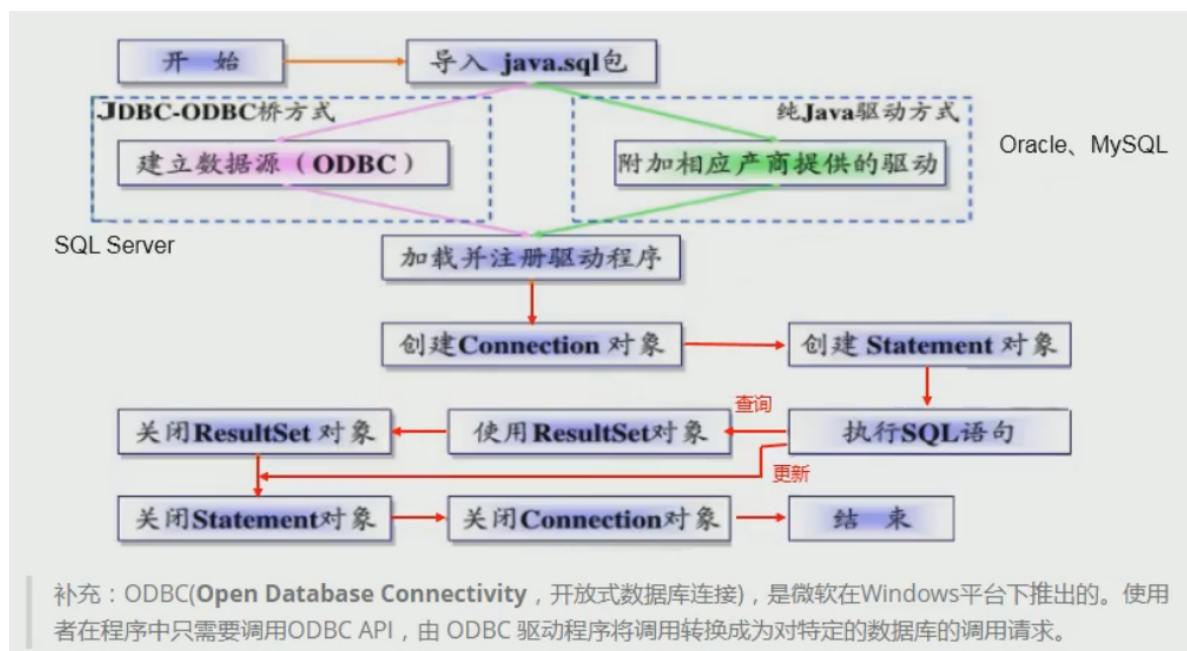 开 始
导入 java.sql包
JDBC-ODBC桥方式
纯Java驱动方式
建立数据源（ODBC）
附加相应产商提供的驱动
Oracle、MySQL
SQL Server
加载并注册驱动程序
创建Connection 对象
创建 Statement 对象
查询
关闭ResultSet 对象
使用ResultSet对象
执行SQL语句
更新
关闭Statement对象
关闭Connection对象
结 束
补充：ODBC(Open Database Connectivity，开放式数据库连接)，是微软在Windows平台下推出的。使用
者在程序中只需要调用ODBC API，由 ODBC 驱动程序将调用转换成为对特定的数据库的调用请求。